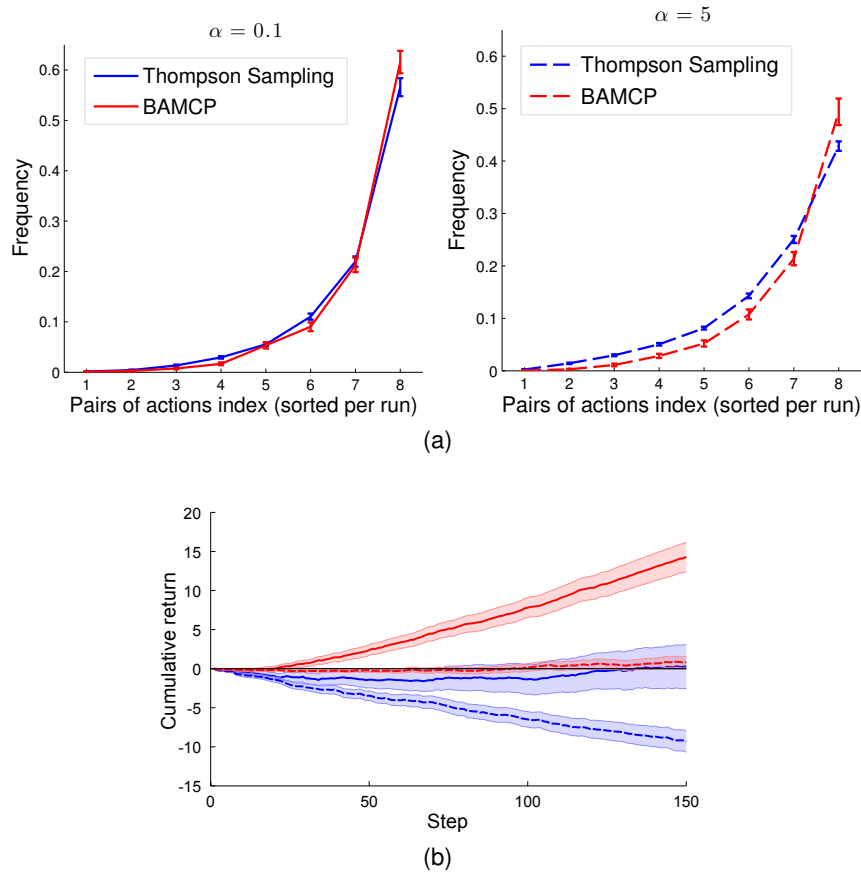 α = 0.1
α = 5
Thompson Sampling
BAMCP
Thompson Sampling
BAMCP
Frequency
0.6
0.5
0.4
0.3
0.2
0.1
0
1 2 3 4 5 6 7 8
Pairs of actions index (sorted per run)
Frequency
0.6
0.5
0.4
0.3
0.2
0.1
0
1 2 3 4 5 6 7 8
Pairs of actions index (sorted per run)
(a)
Cumulative return
20
15
10
5
0
-5
-10
-15
0 50 100 150
Step
(b)